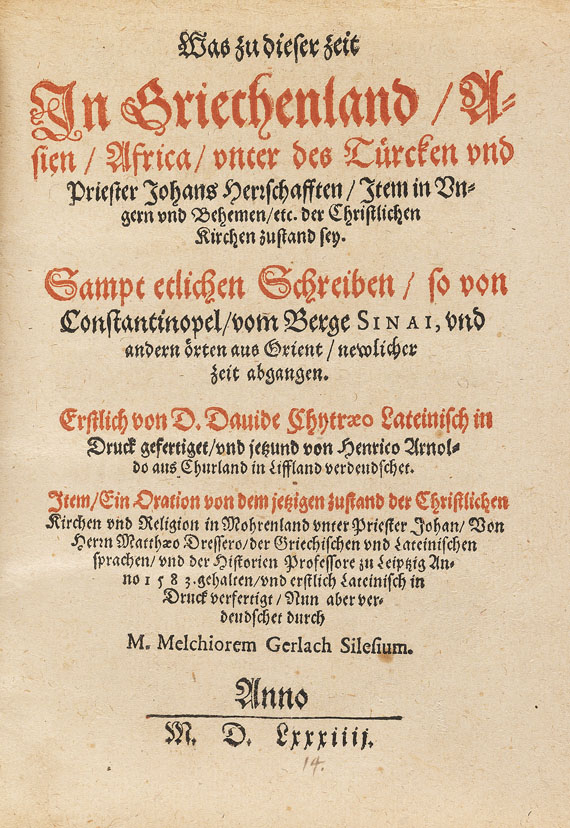 Was zu dieser zeit
In Griechenland / A-
sien / Africa / vnter des Türcken vnd
Priester Johans Herrschafften / Item in Vn-
gern vnd Behemen/etc. der Christlichen
Kirchen zustand sey.
Sampt etlichen Schreiben / so von
Constantinopel/vom Berge SINAI, vnd
andern örten aus Orient / newlicher
zeit abgangen.
Erstlich von D. Dauide Chytræo Lateinisch in
Druck gefertiget/vnd jetzund von Henrico Arnol-
do aus Churland in Liffland verdeudschet.
Item/Ein Oration von dem jetzigen zustand der Christlichen
Kirchen vnd Religion in Mohrenland vnter Priester Johan/ Von
Herrn Matthæo Dressero/der Griechischen vnd Lateinischen
sprachen/vnd der Historien Professore zu Leiptzig An-
no 1583.gehalten/vnd erstlich Lateinisch in
Druck verfertigt / Nun aber ver-
deudschet durch
M. Melchiorem Gerlach Silesium.
Anno
M. D. Lxxxiiij.
14.